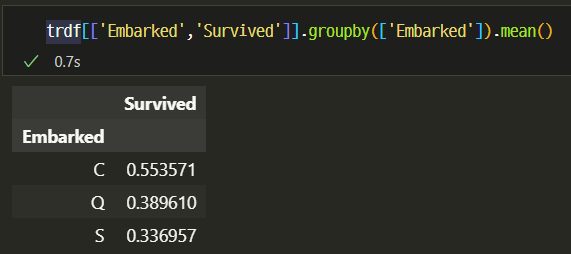 trdf[['Embarked','Survived']].groupby(['Embarked']).mean()
✓ 0.7s
Survived
Embarked
C 0.553571
Q 0.389610
S 0.336957